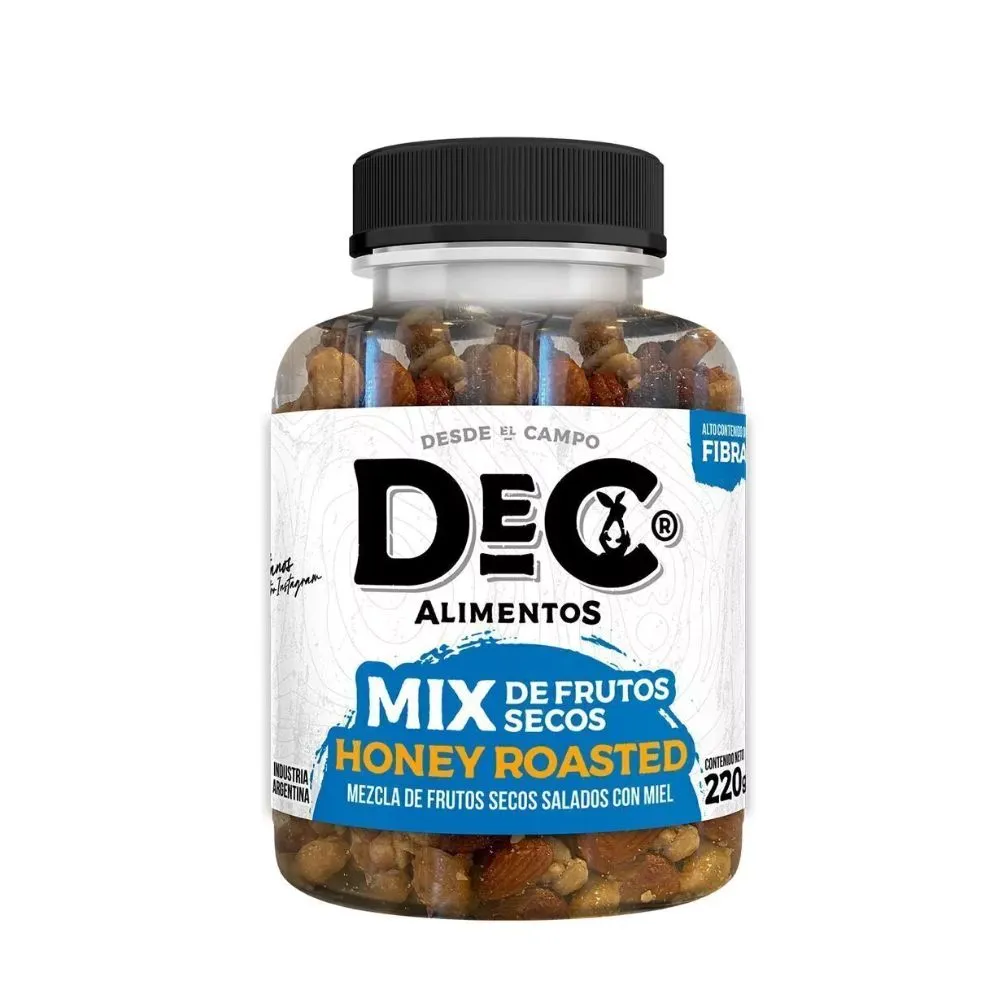 DESDE EL CAMPO
ALTO CONTENIDO
FIBRA
DEC®
ALIMENTOS
Instagram
MIX DE FRUTOS
SECOS
HONEY ROASTED
MEZCLA DE FRUTOS SECOS SALADOS CON MIEL
INDUSTRIA
ARGENTINA
CONTENIDO NETO
220g